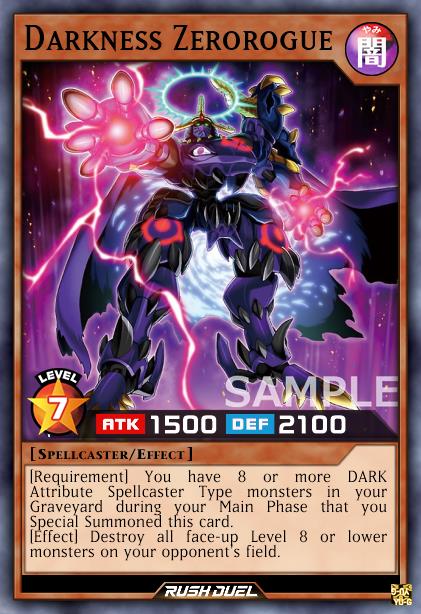 DARKNESS ZEROROGUE
やみ
闇
SAMPLE
LEVEL
7
ATK 1500 DEF 2100
[SPELLCASTER/EFFECT]
[Requirement] You have 8 or more DARK
Attribute Spellcaster Type monsters in your
Graveyard during your Main Phase that you
Special Summoned this card.
[Effect] Destroy all face-up Level 8 or lower
monsters on your opponent's field.
RUSH DUEL